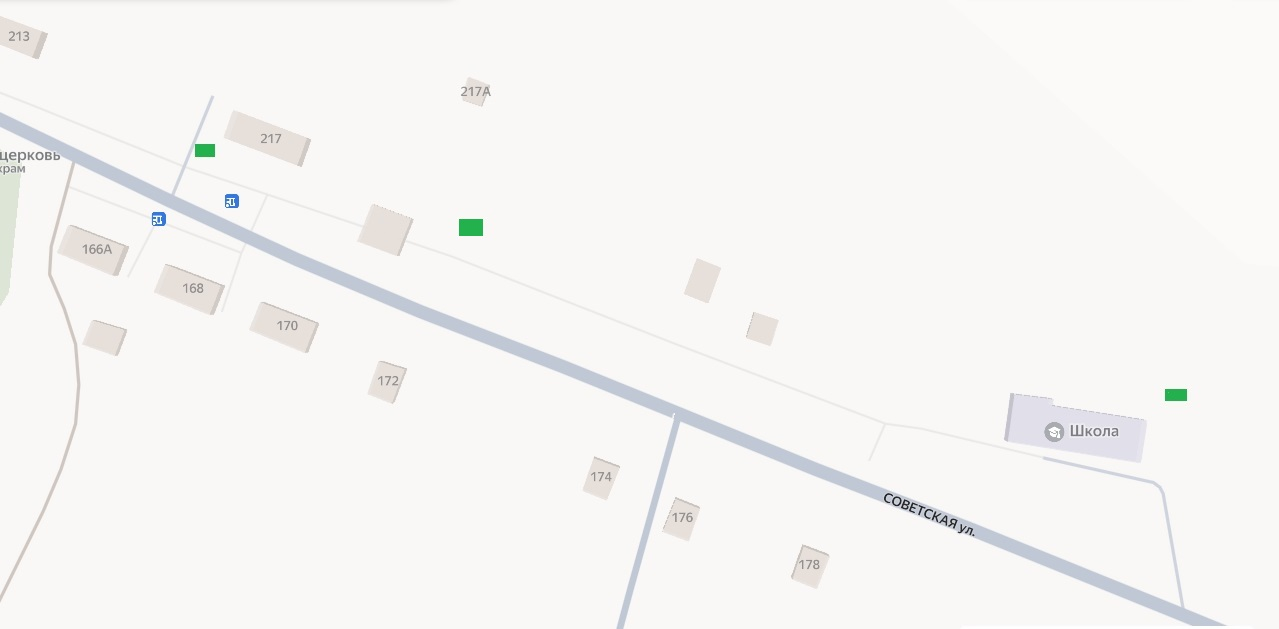 213
217А
217
церковь
храм
166А
168
170
172
Школа
174
СОВЕТСКАЯ ул.
176
178